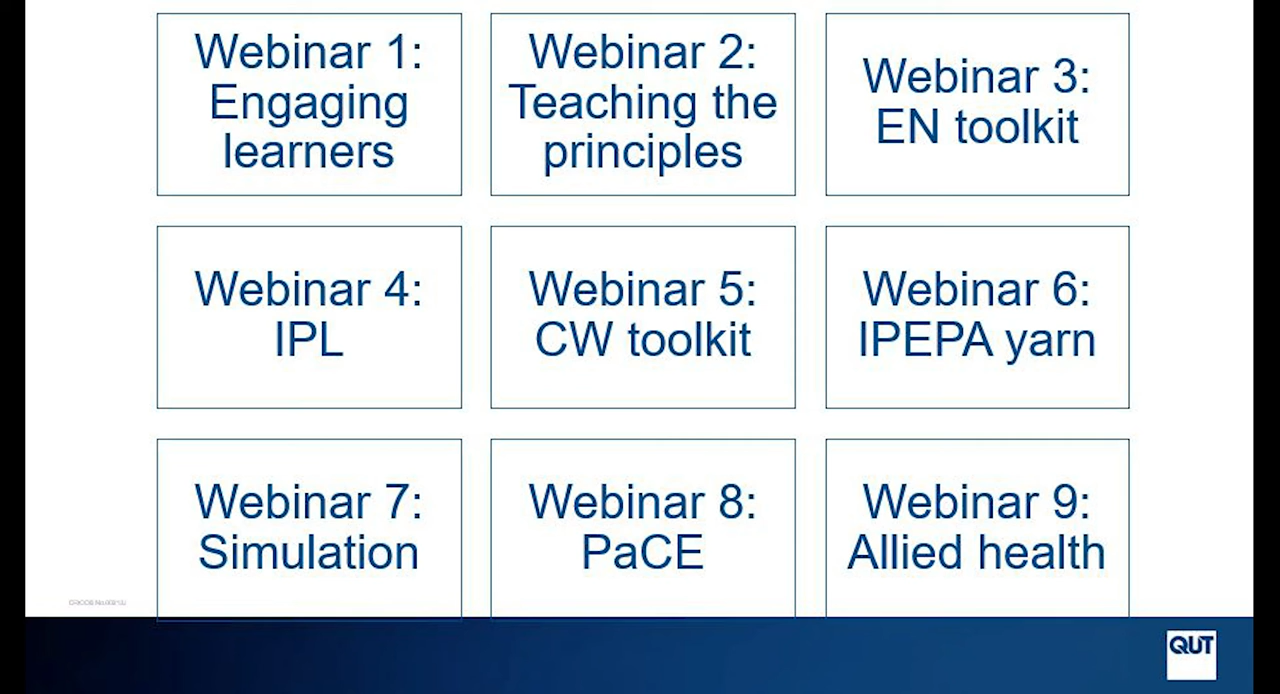 Webinar 1:
Engaging
learners
Webinar 2:
Teaching the
principles
Webinar 3:
EN toolkit
Webinar 4:
IPL
Webinar 5:
CW toolkit
Webinar 6:
IPEPA yarn
Webinar 7:
Simulation
Webinar 8:
PaCE
Webinar 9:
Allied health
QUT